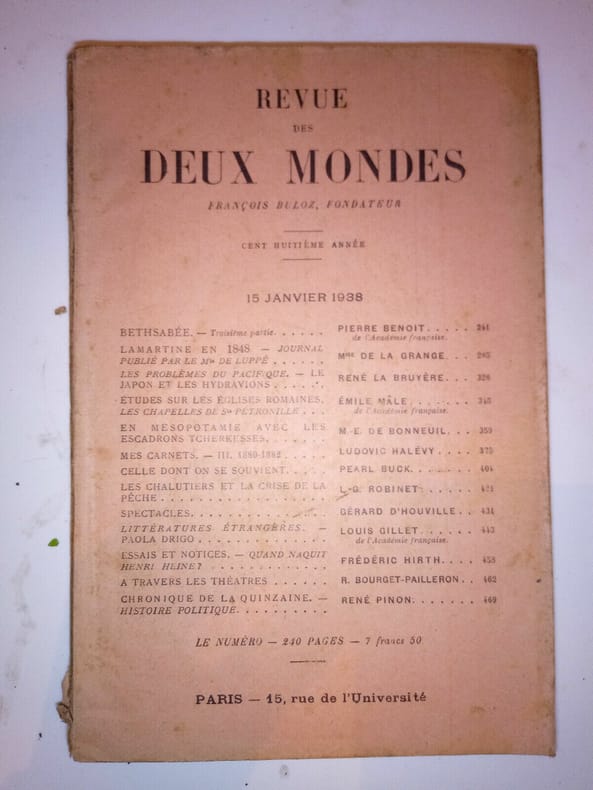 REVUE
DES
DEUX MONDES
FRANÇOIS BULOZ, FONDATEUR
CENT HUITIÈME ANNÉE
15 JANVIER 1938
BETHSABÉE. — Troisième partie. . . . . . PIERRE BENOIT. . . . . 241
de l'Académie française.
LAMARTINE EN 1848 — JOURNAL
PUBLIÉ PAR LE Mis DE LUPPÉ . . . . . Mme DE LA GRANGE. . . 285
LES PROBLÈMES DU PACIFIQUE. — LE
JAPON ET LES HYDRAVIONS . . . . . . RENÉ LA BRUYÈRE. . . 326
ÉTUDES SUR LES ÉGLISES ROMAINES. ÉMILE MÂLE . . . . . . . 345
LES CHAPELLES DE Ste PÉTRONILLE . . . de l'Académie française.
EN MESOPOTAMIE AVEC LES
ESCADRONS TCHERKESSES. . . . . . . M.-E. DE BONNEUIL. . . 359
MES CARNETS. — III. 1880-1882 . . . . . LUDOVIC HALÉVY. . . . 375
CELLE DONT ON SE SOUVIENT. . . . . PEARL BUCK. . . . . . . 404
LES CHALUTIERS ET LA CRISE DE LA
PÊCHE . . . . . . . . . . . . . . . . . L.-G. ROBINET . . . . . 421
SPECTACLES. . . . . . . . . . . . . . . GÉRARD D'HOUVILLE . . 431
LITTÉRATURES ÉTRANGÈRES. —
PAOLA DRIGO . . . . . . . . . . . . . LOUIS GILLET. . . . . . 443
de l'Académie française.
ESSAIS ET NOTICES. — QUAND NAQUIT
HENRI HEINE ? . . . . . . . . . . . . FRÉDÉRIC HIRTH. . . . 458
A TRAVERS LES THÉATRES . . . . . . R. BOURGET-PAILLERON. . 462
CHRONIQUE DE LA QUINZAINE. —
HISTOIRE POLITIQUE. . . . . . . . . . RENÉ PINON. . . . . . . 469
LE NUMÉRO — 240 PAGES — 7 francs 50
PARIS — 15, rue de l'Université